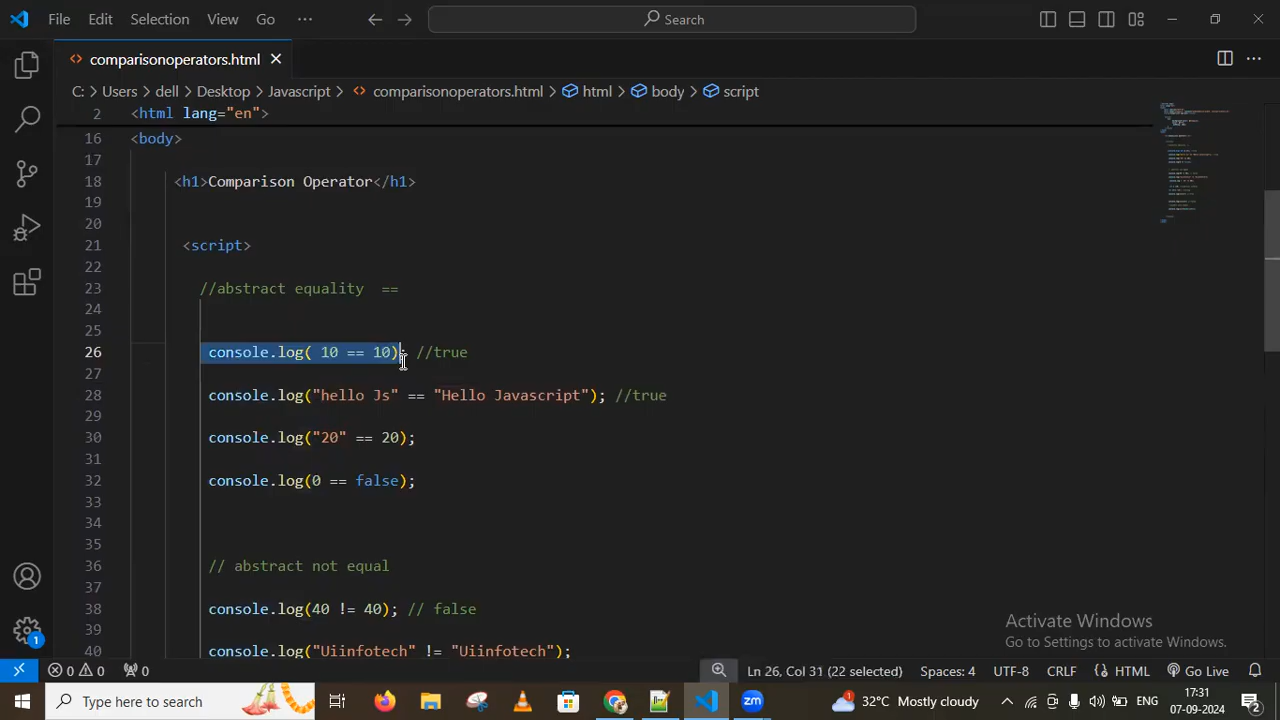 File Edit Selection View Go ··· Search
comparisonoperators.html
C: > Users > dell > Desktop > Javascript > comparisonoperators.html > html > body > script
2 <html lang="en">
16 <body>
17
18 <h1>Comparison Operator</h1>
19
20
21 <script>
22
23 //abstract equality ==
24
25
26 console.log( 10 == 10); //true
27
28 console.log("hello Js" == "Hello Javascript"); //true
29
30 console.log("20" == 20);
31
32 console.log(0 == false);
33
34
35
36 // abstract not equal
37
38 console.log(40 != 40); // false
39
40 console.log("Uiinfotech" != "Uiinfotech");
Activate Windows
Go to Settings to activate Windows.
1
0 0 0 Ln 26, Col 31 (22 selected) Spaces: 4 UTF-8 CRLF {} HTML Go Live
Type here to search 1 32°C Mostly cloudy ENG 17:31
07-09-2024 2